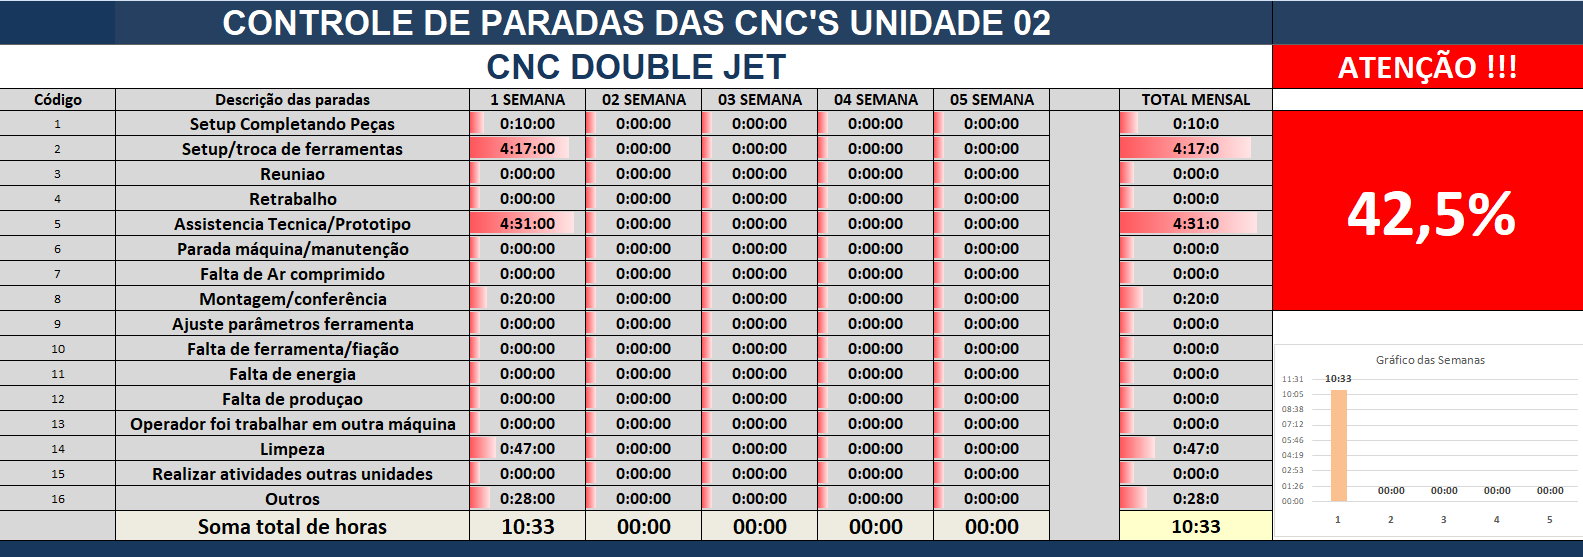 CONTROLE DE PARADAS DAS CNC'S UNIDADE 02
CNC DOUBLE JET
ATENÇÃO !!!
Código Descrição das paradas 1 SEMANA 02 SEMANA 03 SEMANA 04 SEMANA 05 SEMANA TOTAL MENSAL
1 Setup Completando Peças 0:10:00 0:00:00 0:00:00 0:00:00 0:00:00 0:10:0
2 Setup/troca de ferramentas 4:17:00 0:00:00 0:00:00 0:00:00 0:00:00 4:17:0
3 Reuniao 0:00:00 0:00:00 0:00:00 0:00:00 0:00:00 0:00:0
4 Retrabalho 0:00:00 0:00:00 0:00:00 0:00:00 0:00:00 0:00:0
5 Assistencia Tecnica/Prototipo 4:31:00 0:00:00 0:00:00 0:00:00 0:00:00 4:31:0
6 Parada máquina/manutenção 0:00:00 0:00:00 0:00:00 0:00:00 0:00:00 0:00:0
7 Falta de Ar comprimido 0:00:00 0:00:00 0:00:00 0:00:00 0:00:00 0:00:0
8 Montagem/conferência 0:20:00 0:00:00 0:00:00 0:00:00 0:00:00 0:20:0
9 Ajuste parâmetros ferramenta 0:00:00 0:00:00 0:00:00 0:00:00 0:00:00 0:00:0
10 Falta de ferramenta/fiação 0:00:00 0:00:00 0:00:00 0:00:00 0:00:00 0:00:0
11 Falta de energia 0:00:00 0:00:00 0:00:00 0:00:00 0:00:00 0:00:0
12 Falta de produçao 0:00:00 0:00:00 0:00:00 0:00:00 0:00:00 0:00:0
13 Operador foi trabalhar em outra máquina 0:00:00 0:00:00 0:00:00 0:00:00 0:00:00 0:00:0
14 Limpeza 0:47:00 0:00:00 0:00:00 0:00:00 0:00:00 0:47:0
15 Realizar atividades outras unidades 0:00:00 0:00:00 0:00:00 0:00:00 0:00:00 0:00:0
16 Outros 0:28:00 0:00:00 0:00:00 0:00:00 0:00:00 0:28:0
Soma total de horas 10:33 00:00 00:00 00:00 00:00 10:33
42,5%
Gráfico das Semanas
11:31
10:05
08:38
07:12
05:46
04:19
02:53
01:26
00:00
10:33 00:00 00:00 00:00 00:00
1 2 3 4 5